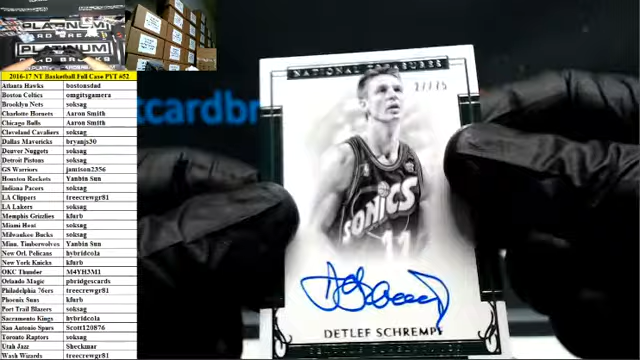 PLATINUM
PLATINUM
2016-17 NT Basketball Full Case PYT #52
Atlanta Hawks bostonsdad
Boston Celtics omgitsgamera
Brooklyn Nets soksag
Charlotte Hornets Aaron Smith
Chicago Bulls Aaron Smith
Cleveland Cavaliers soksag
Dallas Mavericks bryanjs30
Denver Nuggets soksag
Detroit Pistons soksag
GS Warriors jamison2356
Houston Rockets Yanbin Sun
Indiana Pacers soksag
LA Clippers treecrewgr81
LA Lakers soksag
Memphis Grizzlies kfurb
Miami Heat soksag
Milwaukee Bucks soksag
Minn. Timberwolves Yanbin Sun
New Orl. Pelicans hybridcola
New York Knicks kfurb
OKC Thunder M4YH3M1
Orlando Magic pbridgescards
Philadelphia 76ers treecrewgr81
Phoenix Suns kfurb
Port Trail Blazers soksag
Sacramento Kings hybridcola
San Antonio Spurs Scott120876
Toronto Raptors soksag
Utah Jazz Sheckmar
Wash Wizards treecrewgr81
cardbr
NATIONAL TREASURES
27/75
SONICS
11
DETLEF SCHREMPF